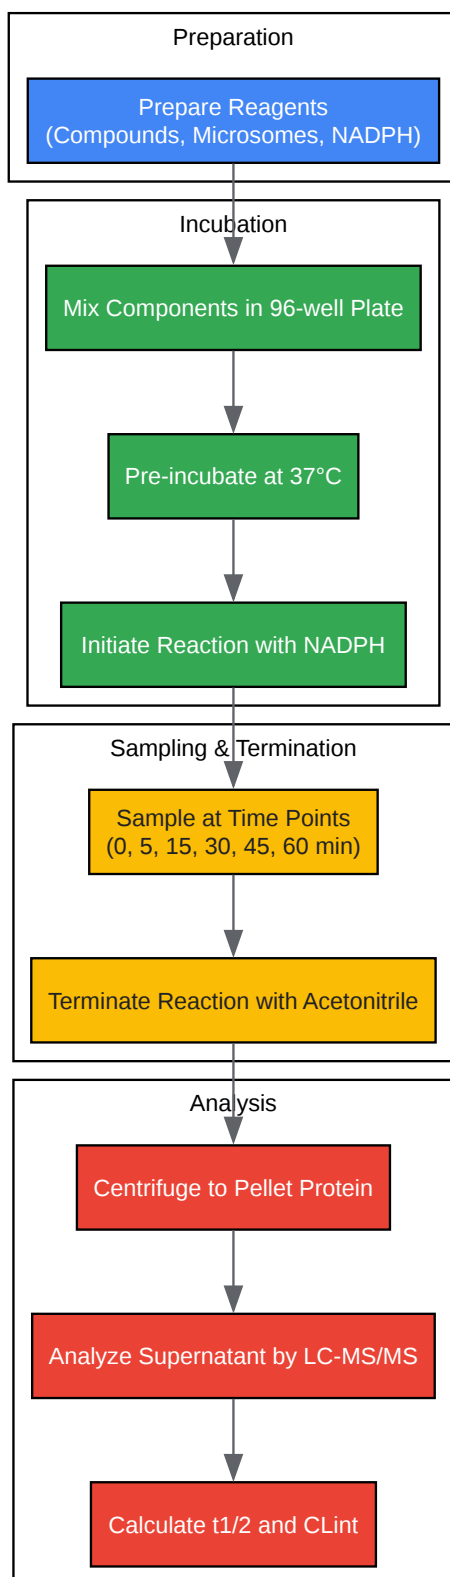 Preparation
Prepare Reagents
(Compounds, Microsomes, NADPH)
Incubation
Mix Components in 96-well Plate
Pre-incubate at 37°C
Initiate Reaction with NADPH
Sampling & Termination
Sample at Time Points
(0, 5, 15, 30, 45, 60 min)
Terminate Reaction with Acetonitrile
Analysis
Centrifuge to Pellet Protein
Analyze Supernatant by LC-MS/MS
Calculate t1/2 and CLint